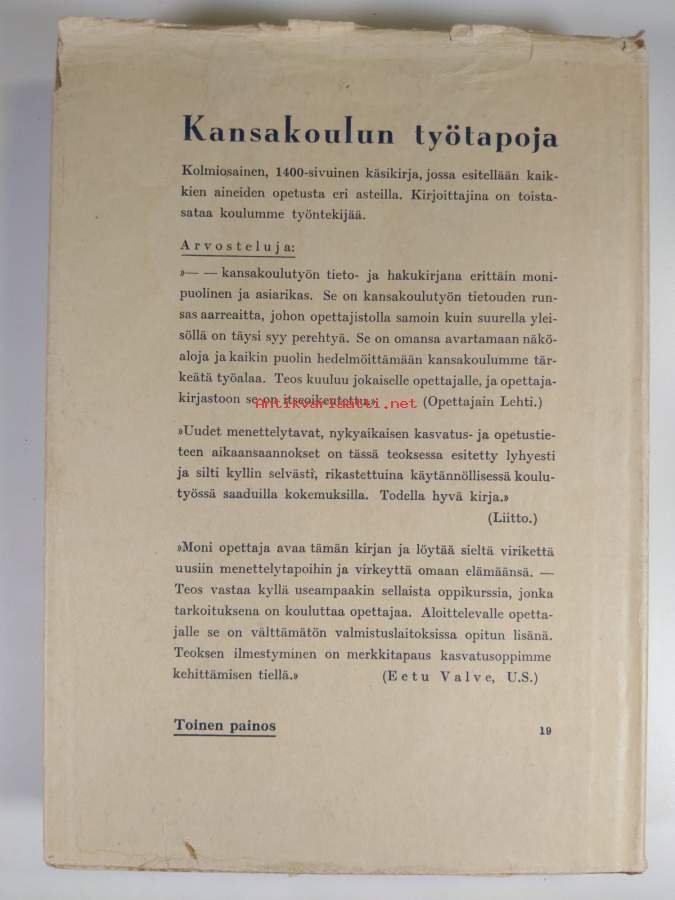 Kansakoulun työtapoja
Kolmiosainen, 1400-sivuinen käsikirja, jossa esitellään kaik-
kien aineiden opetusta eri asteilla. Kirjoittajina on toista-
sataa koulumme työntekijää.
Arvosteluja:
»— — kansakoulutyön tieto- ja hakukirjana erittäin moni-
puolinen ja asiarikas. Se on kansakoulutyön tietouden run-
sas aarreaitta, johon opettajistolla samoin kuin suurella ylei-
söllä on täysi syy perehtyä. Se on omansa avartamaan näkö-
aloja ja kaikin puolin hedelmöittämään kansakoulumme tär-
keätä työalaa. Teos kuuluu jokaiselle opettajalle, ja opettaja-
kirjastoon se on itseoikeutettu.» (Opettajain Lehti.)
antikvariaatti.net
»Uudet menettelytavat, nykyaikaisen kasvatus- ja opetustie-
teen aikaansaannokset on tässä teoksessa esitetty lyhyesti
ja silti kyllin selvästi, rikastettuina käytännöllisessä koulu-
työssä saaduilla kokemuksilla. Todella hyvä kirja.»
(Liitto.)
»Moni opettaja avaa tämän kirjan ja löytää sieltä virikettä
uusiin menettelytapoihin ja virkeyttä omaan elämäänsä. —
Teos vastaa kyllä useampaakin sellaista oppikurssia, jonka
tarkoituksena on kouluttaa opettajaa. Aloittelevalle opetta-
jalle se on välttämätön valmistuslaitoksissa opitun lisänä.
Teoksen ilmestyminen on merkkitapaus kasvatusoppimme
kehittämisen tiellä.» (Eetu Valve, U.S.)
Toinen painos
19